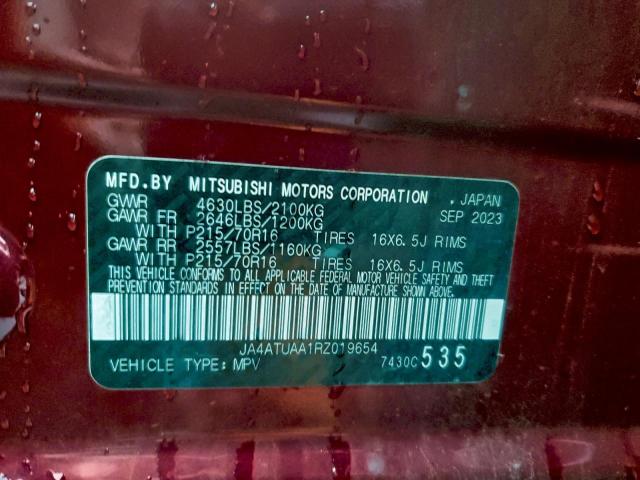 MFD.BY MITSUBISHI MOTORS CORPORATION . JAPAN
GVWR 4630LBS/2100KG SEP 2023
GAWR FR 2646LBS/1200KG
WITH P215/70R16 TIRES 16X6.5J RIMS
GAWR RR 2557LBS/1160KG
WITH P215/70R16 TIRES 16X6.5J RIMS
THIS VEHICLE CONFORMS TO ALL APPLICABLE FEDERAL MOTOR VEHICLE SAFETY AND THEFT
PREVENTION STANDARDS IN EFFECT ON THE DATE OF MANUFACTURE SHOWN ABOVE.
JA4ATUAA1RZ019654
VEHICLE TYPE: MPV 7430C 535